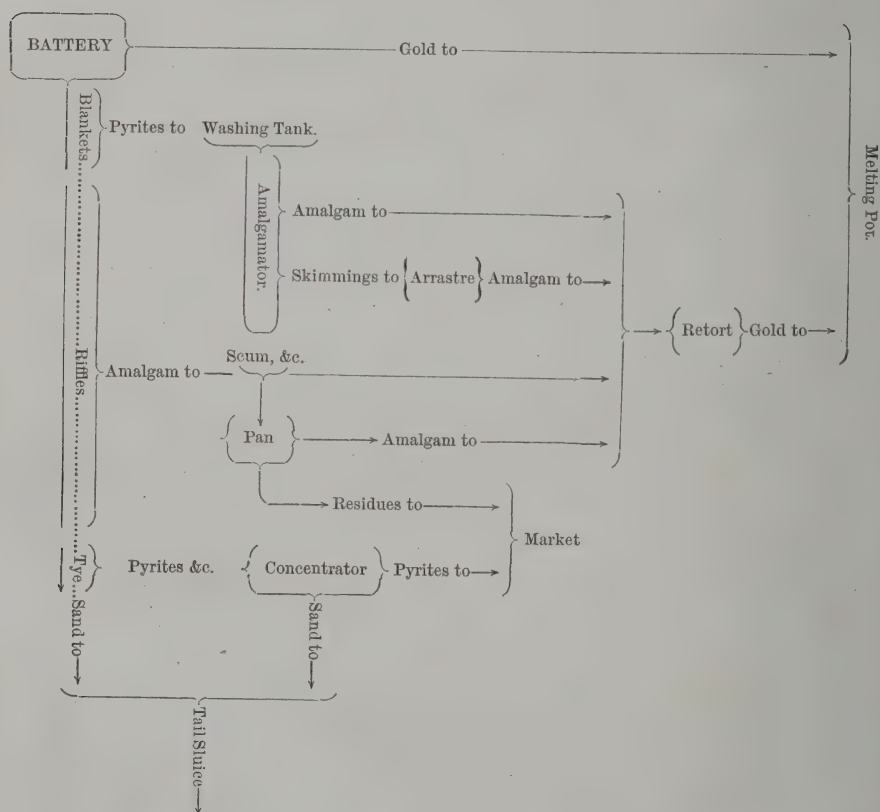 BATTERY
Gold to
Melting Pot.
Blankets
Pyrites to Washing Tank.
Amalgamator.
Amalgam to
Skimmings to {Arrastre} Amalgam to
Retort
Gold to
Riffles
Amalgam to
Scum, &c.
Pan
Amalgam to
Residues to
Market
Tye
Pyrites &c.
Concentrator
Pyrites to
Sand to
Sand to
Tail Sluice